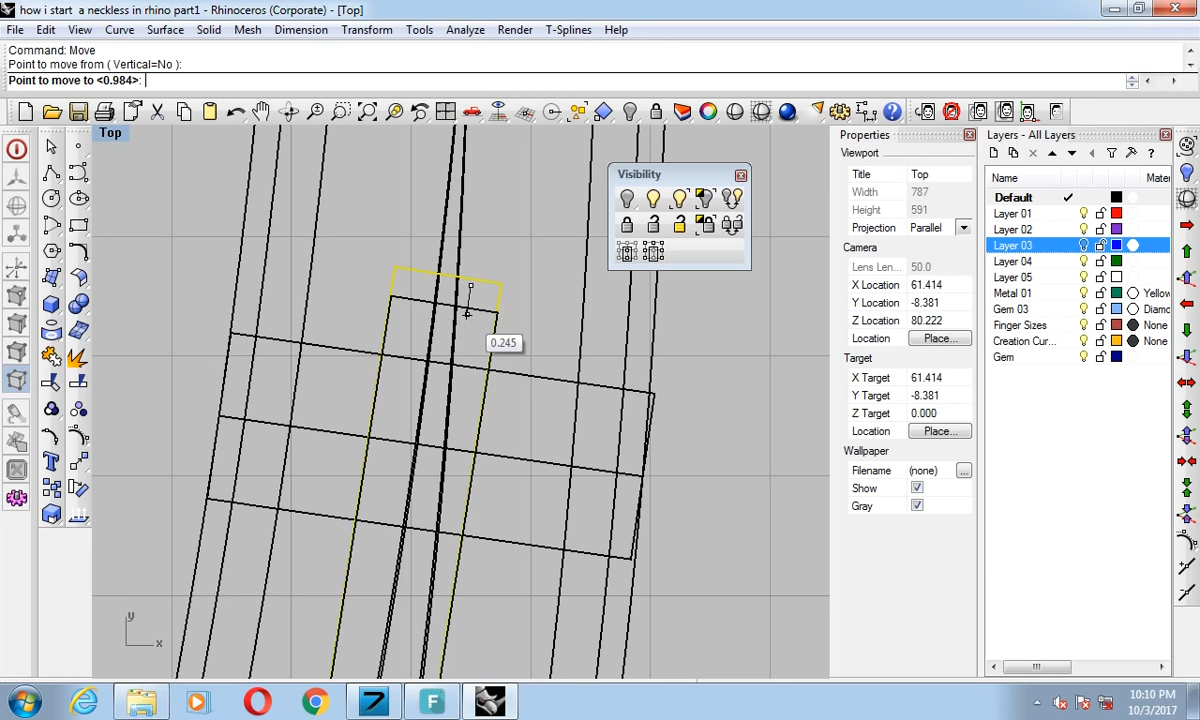 how i start a neckless in rhino part1 - Rhinoceros (Corporate) - [Top]
File Edit View Curve Surface Solid Mesh Dimension Transform Tools Analyze Render T-Splines Help
Command: Move
Point to move from ( Vertical=No ):
Point to move to <0.984>:
Top
Visibility
0.245
y
x
Properties
Viewport
Title Top
Width 787
Height 591
Projection Parallel
Camera
Lens Len... 50.0
X Location 61.414
Y Location -8.381
Z Location 80.222
Location Place...
Target
X Target 61.414
Y Target -8.381
Z Target 0.000
Location Place...
Wallpaper
Filename (none) ...
Show
Gray
Layers - All Layers
Name Mater
Default
Layer 01
Layer 02
Layer 03
Layer 04
Layer 05
Metal 01 Yellow
Gem 03 Diamo
Finger Sizes None
Creation Cur... None
Gem
10:10 PM
10/3/2017